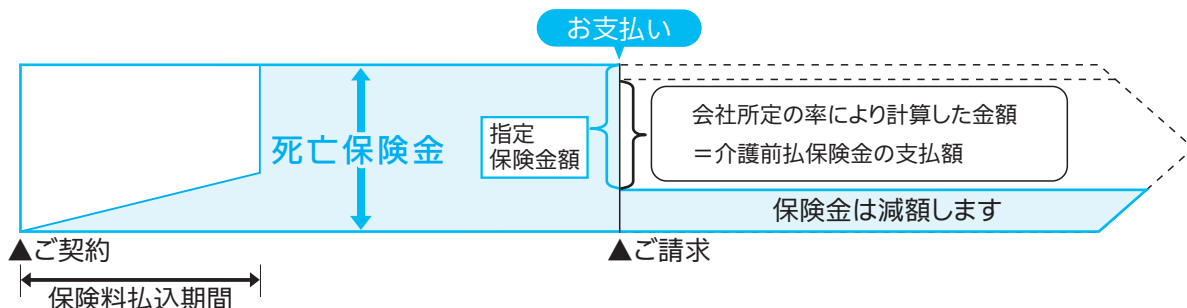 お支払い
死亡保険金
指定
保険金額
会社所定の率により計算した金額
＝介護前払保険金の支払額
保険金は減額します
▲ご契約
▲ご請求
保険料払込期間